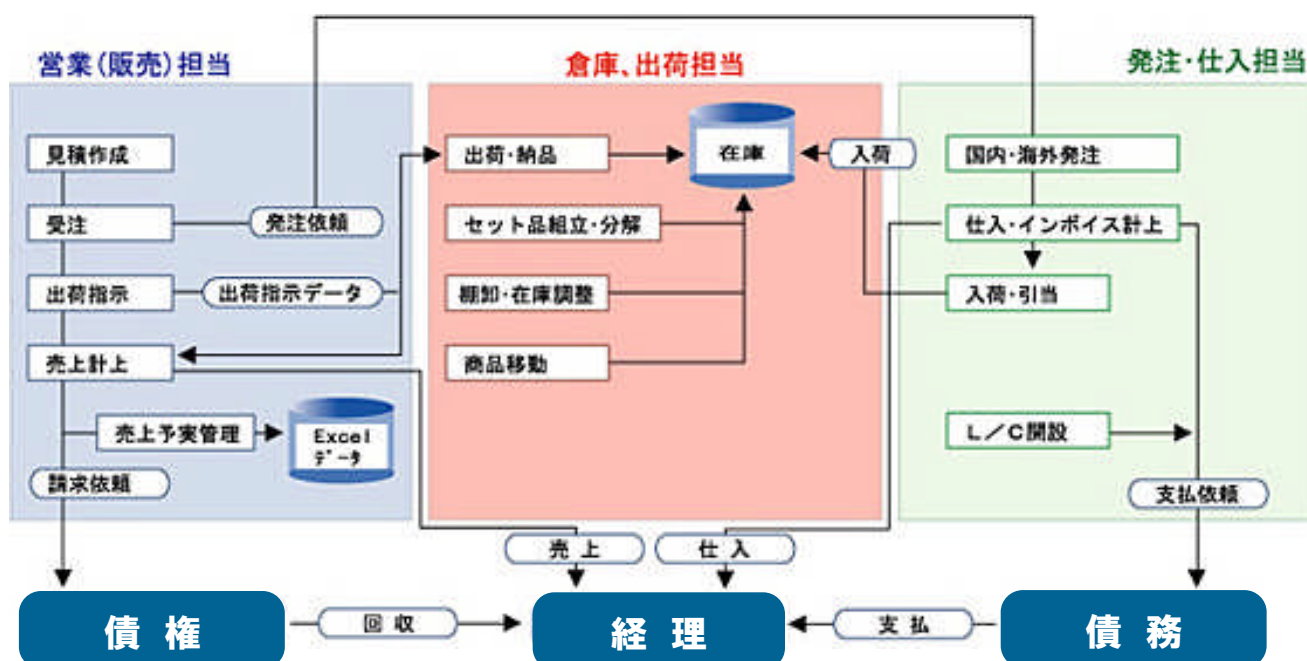 営業(販売)担当
見積作成
受注
発注依頼
出荷指示
出荷指示データ
売上計上
売上予実管理
Excel
データ
請求依頼
倉庫、出荷担当
出荷・納品
在庫
入荷
セット品組立・分解
棚卸・在庫調整
商品移動
発注・仕入担当
国内・海外発注
仕入・インボイス計上
入荷・引当
L/C開設
支払依頼
売上
仕入
債権
回収
経理
支払
債務